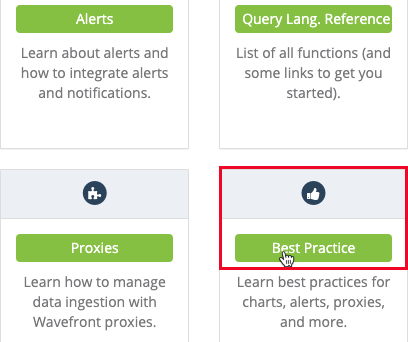 Alerts
Learn about alerts and
how to integrate alerts
and notifications.
Query Lang. Reference
List of all functions (and
some links to get you
started).
Proxies
Learn how to manage
data ingestion with
Wavefront proxies.
Best Practice
Learn best practices for
charts, alerts, proxies,
and more.